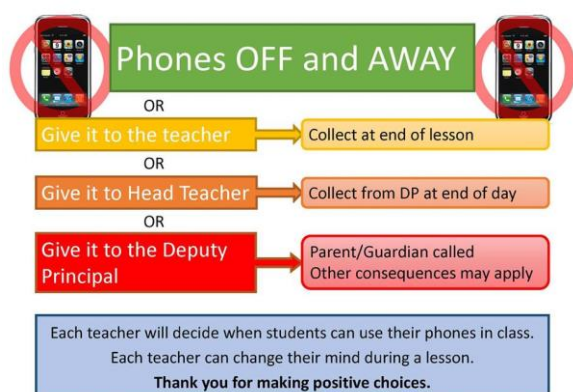 Phones OFF and AWAY
OR
Give it to the teacher
Collect at end of lesson
OR
Give it to Head Teacher
Collect from DP at end of day
OR
Give it to the Deputy
Principal
Parent/Guardian called
Other consequences may apply
Each teacher will decide when students can use their phones in class.
Each teacher can change their mind during a lesson.
Thank you for making positive choices.